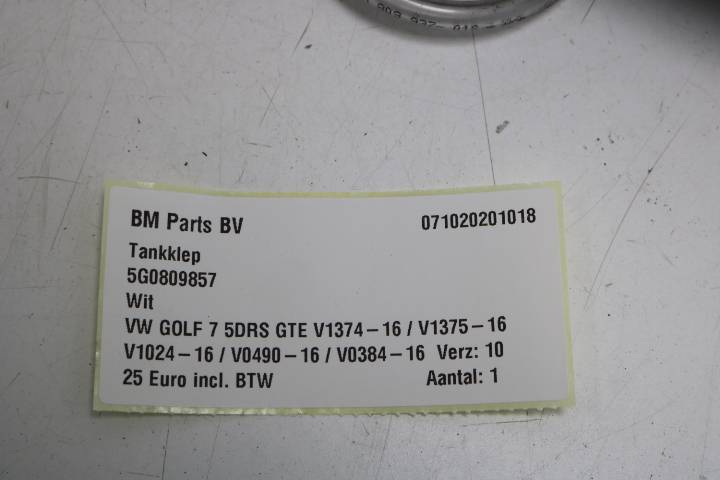 BM Parts BV 071020201018
Tankklep
5G0809857
Wit
VW GOLF 7 5DRS GTE V1374-16 / V1375-16
V1024-16 / V0490-16 / V0384-16 Verz: 10
25 Euro incl. BTW Aantal: 1